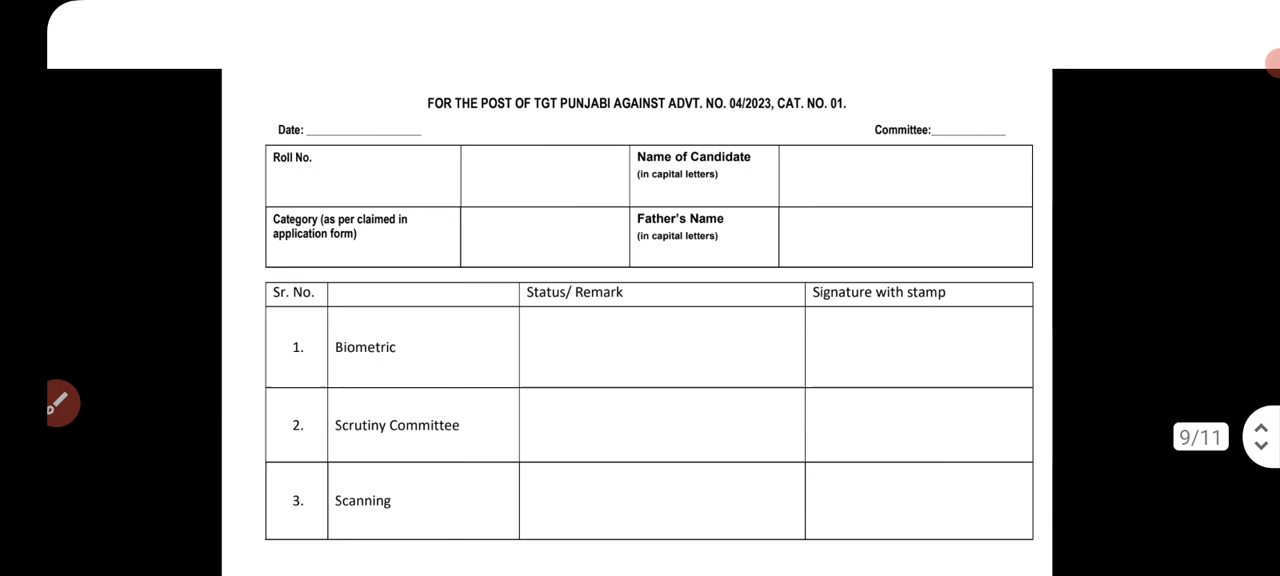 FOR THE POST OF TGT PUNJABI AGAINST ADVT. NO. 04/2023, CAT. NO. 01.
Date: ___________________ Committee:____________
Roll No. Name of Candidate
(in capital letters)
Category (as per claimed in
application form)
Father's Name
(in capital letters)
Sr. No. Status/ Remark Signature with stamp
1. Biometric
2. Scrutiny Committee
3. Scanning
9/11